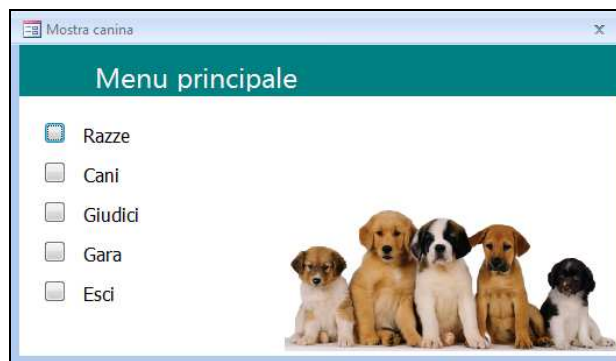 Mostra canina
Menu principale
Razze
Cani
Giudici
Gara
Esci